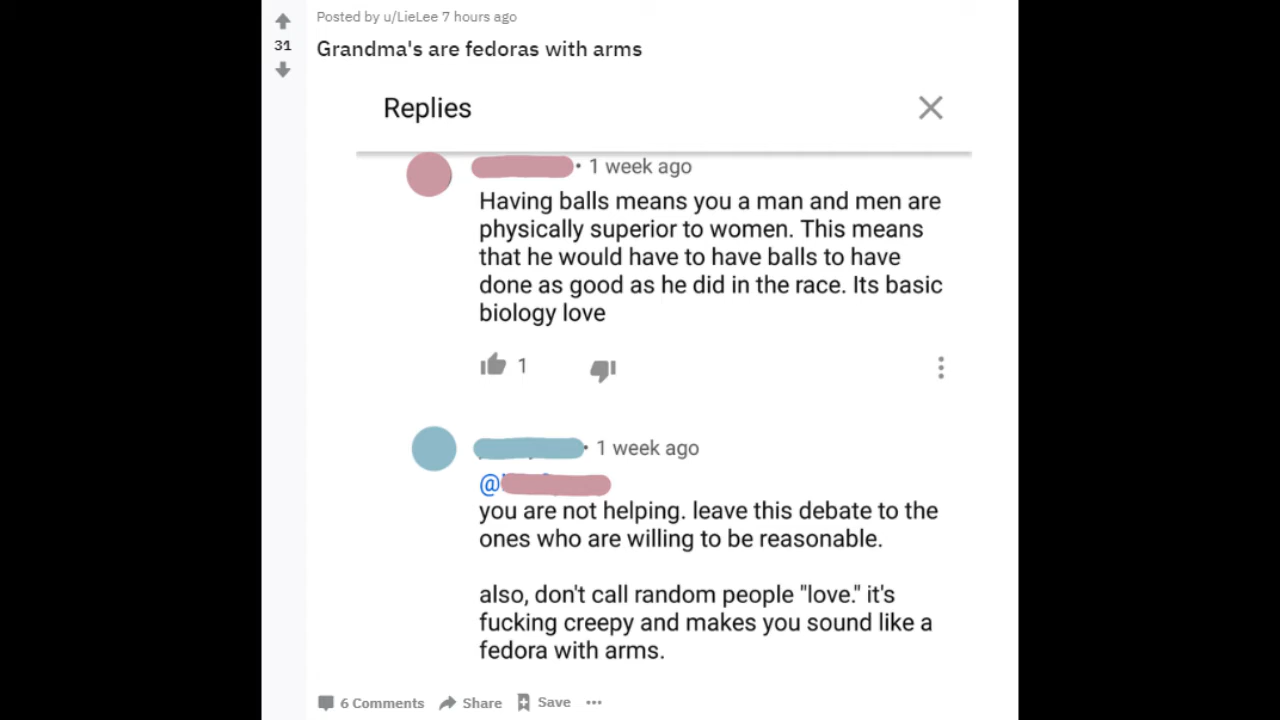 Posted by u/LieLee 7 hours ago
31
Grandma's are fedoras with arms
Replies
• 1 week ago
Having balls means you a man and men are
physically superior to women. This means
that he would have to have balls to have
done as good as he did in the race. Its basic
biology love
1
• 1 week ago
@
you are not helping. leave this debate to the
ones who are willing to be reasonable.
also, don't call random people "love." it's
fucking creepy and makes you sound like a
fedora with arms.
6 Comments Share Save